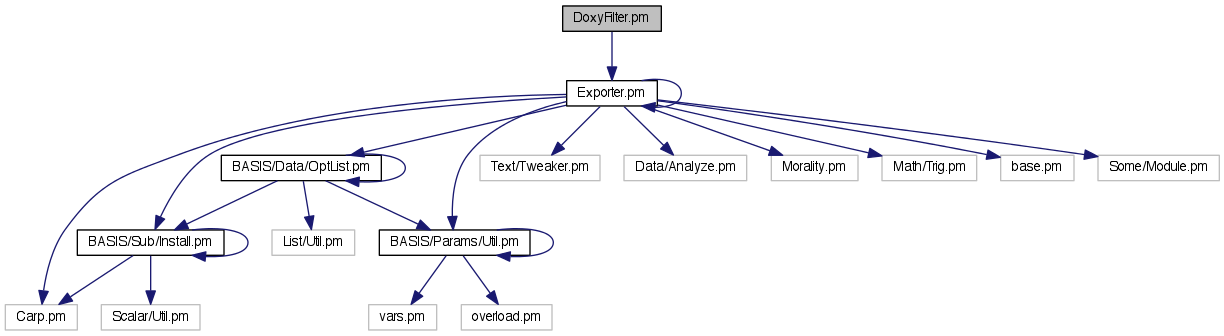 DoxyFilter.pm
Exporter.pm
BASIS/Data/OptList.pm
Text/Tweaker.pm
Data/Analyze.pm
Morality.pm
Math/Trig.pm
base.pm
Some/Module.pm
BASIS/Sub/Install.pm
List/Util.pm
BASIS/Params/Util.pm
Carp.pm
Scalar/Util.pm
vars.pm
overload.pm